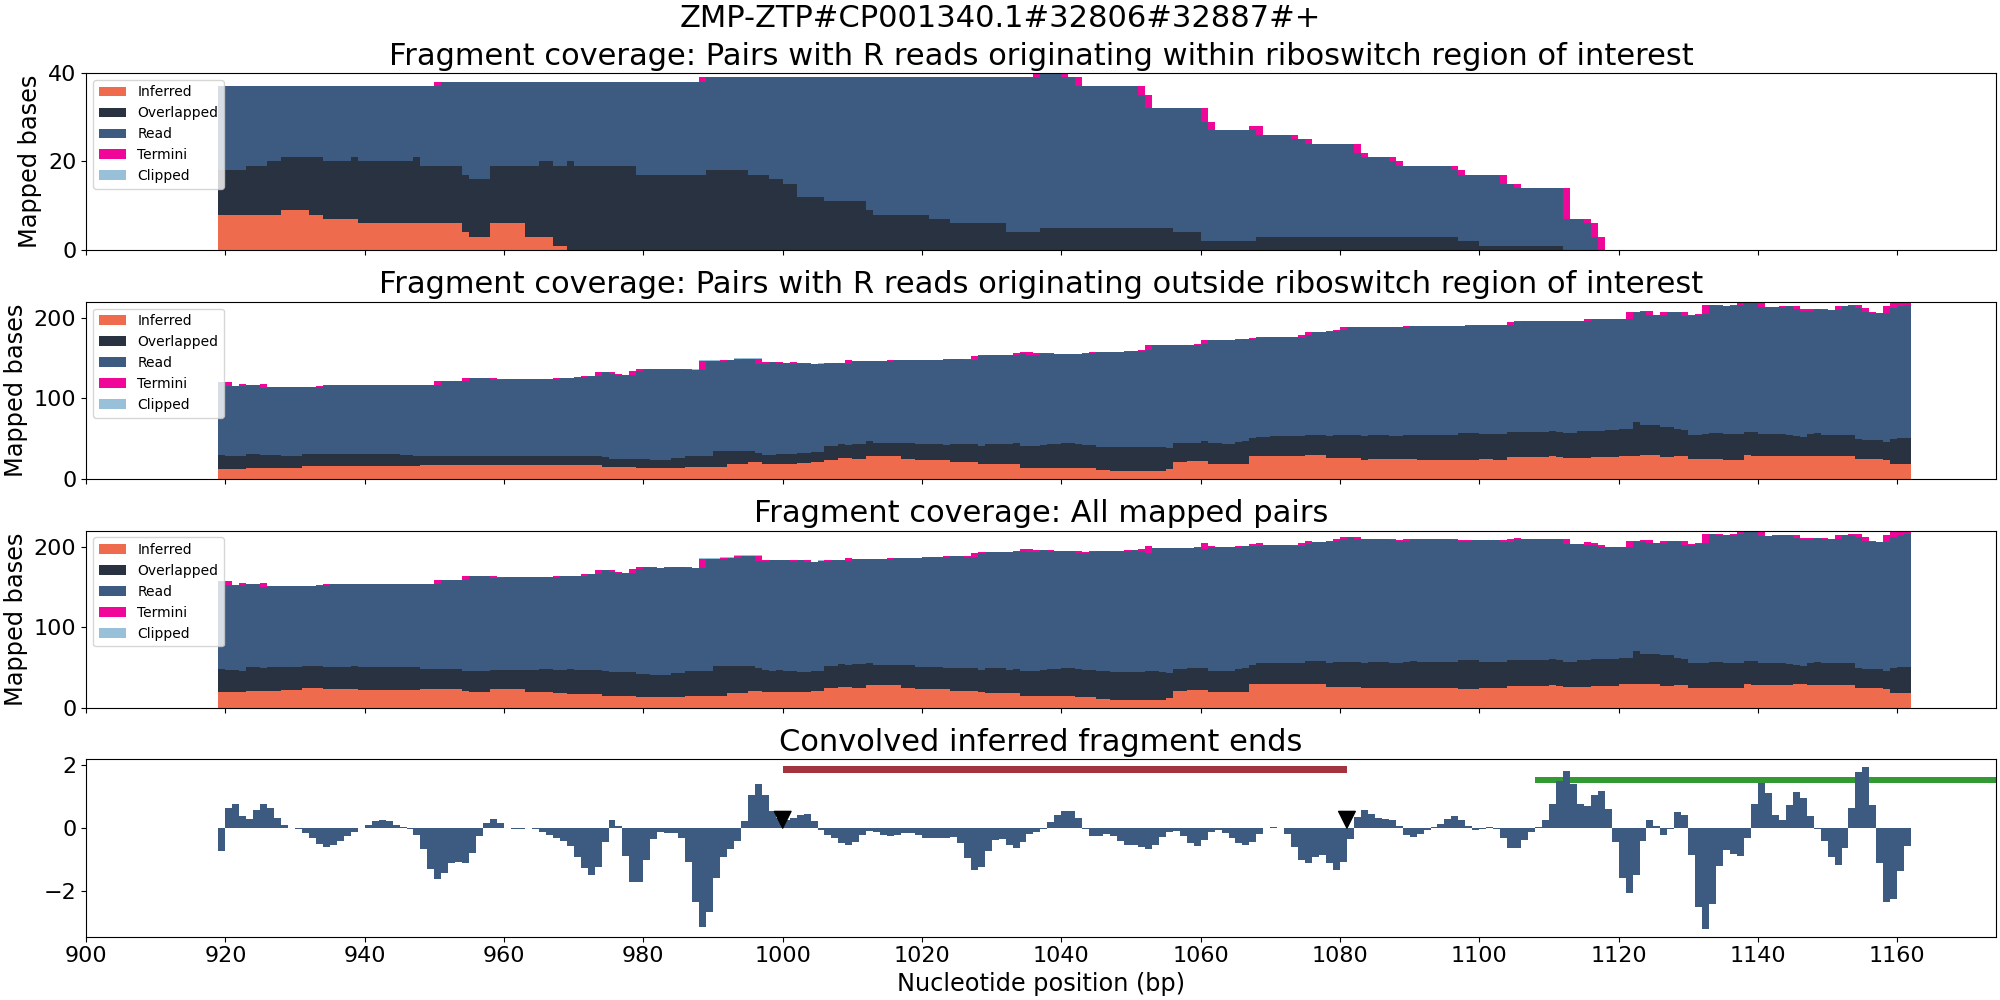 ZMP-ZTP#CP001340.1#32806#32887#+
Fragment coverage: Pairs with R reads originating within riboswitch region of interest
Mapped bases
40
20
0
Inferred
Overlapped
Read
Termini
Clipped
Fragment coverage: Pairs with R reads originating outside riboswitch region of interest
Mapped bases
200
100
0
Inferred
Overlapped
Read
Termini
Clipped
Fragment coverage: All mapped pairs
Mapped bases
200
100
0
Inferred
Overlapped
Read
Termini
Clipped
Convolved inferred fragment ends
2
0
−2
900 920 940 960 980 1000 1020 1040 1060 1080 1100 1120 1140 1160
Nucleotide position (bp)